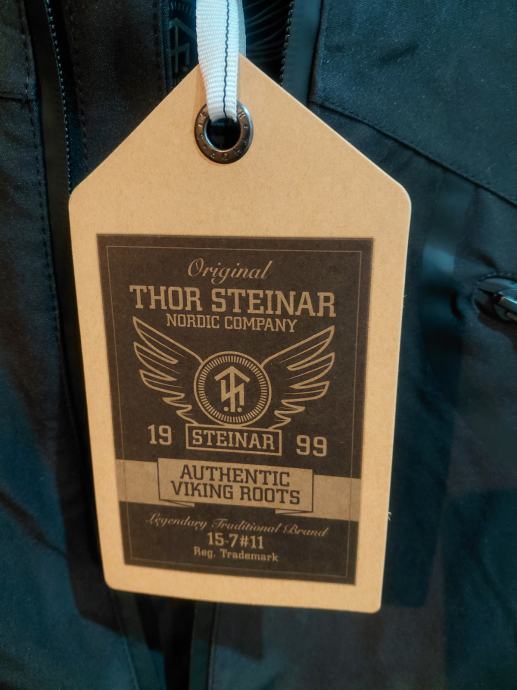 Original
THOR STEINAR
NORDIC COMPANY
19 STEINAR 99
AUTHENTIC
VIKING ROOTS
Legendary Traditional Brand
15-7#11
Reg. Trademark